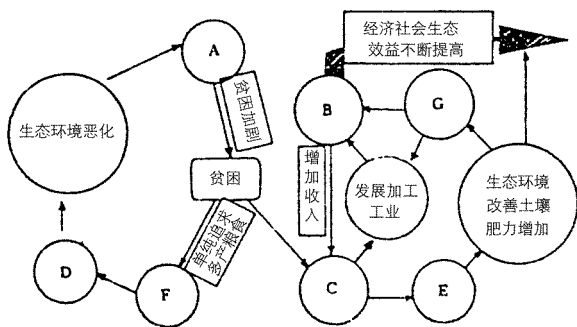 经济社会生态
效益不断提高
A
贫困加剧
B
G
生态环境恶化
贫困
增加收入
发展加工
工业
生态环境
改善土壤
肥力增加
单纯追求
多产粮食
D
F
C
E